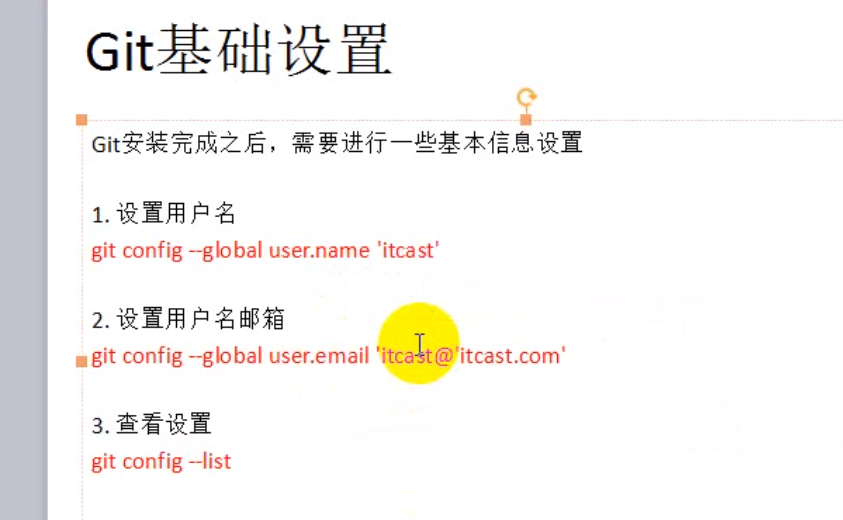 Git基础设置
Git安装完成之后，需要进行一些基本信息设置
1. 设置用户名
git config --global user.name 'itcast'
2. 设置用户名邮箱
git config --global user.email 'itcast@'itcast.com'
3. 查看设置
git config --list